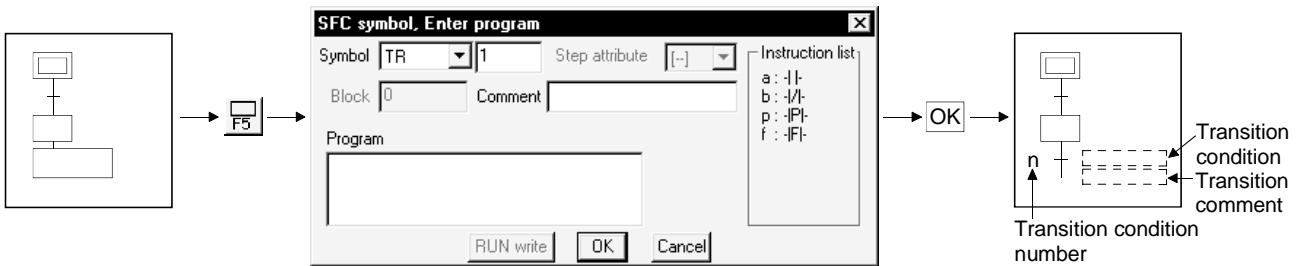 SFC symbol, Enter program
Symbol TR 1 Step attribute [--]
Block 0 Comment
Program
Instruction list
a : -| |-
b : -|/|-
p : -|P|-
f : -|F|-
RUN write OK Cancel
F5
OK
n
Transition
condition
Transition
comment
Transition condition
number